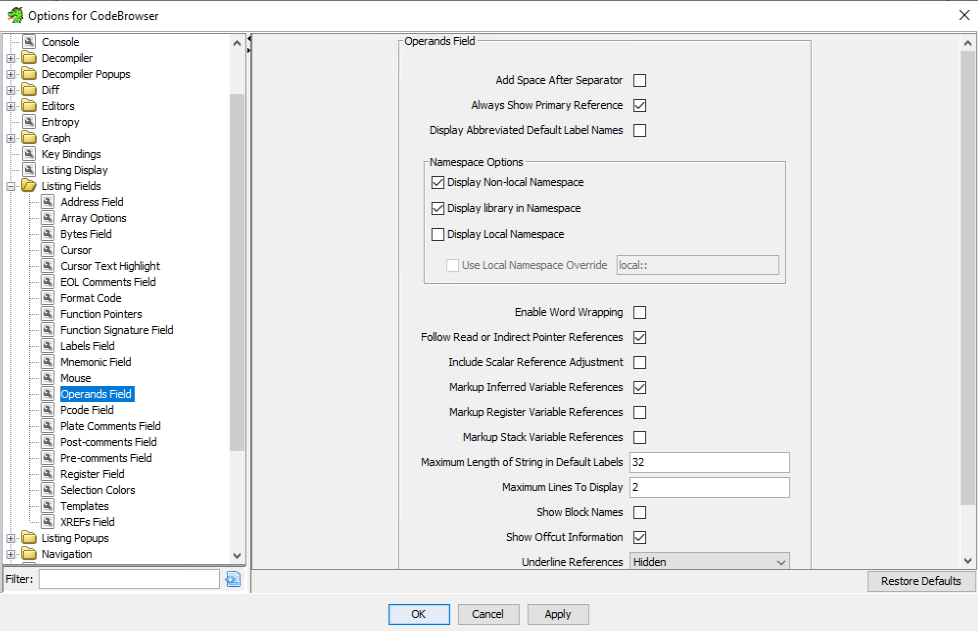 Options for CodeBrowser
Console
Decompiler
Decompiler Popups
Diff
Editors
Entropy
Graph
Key Bindings
Listing Display
Listing Fields
Address Field
Array Options
Bytes Field
Cursor
Cursor Text Highlight
EOL Comments Field
Format Code
Function Pointers
Function Signature Field
Labels Field
Mnemonic Field
Mouse
Operands Field
Pcode Field
Plate Comments Field
Post-comments Field
Pre-comments Field
Register Field
Selection Colors
Templates
XREFs Field
Listing Popups
Navigation
Filter:
Operands Field
Add Space After Separator
Always Show Primary Reference
Display Abbreviated Default Label Names
Namespace Options
Display Non-local Namespace
Display library in Namespace
Display Local Namespace
Use Local Namespace Override local::
Enable Word Wrapping
Follow Read or Indirect Pointer References
Include Scalar Reference Adjustment
Markup Inferred Variable References
Markup Register Variable References
Markup Stack Variable References
Maximum Length of String in Default Labels 32
Maximum Lines To Display 2
Show Block Names
Show Offcut Information
Underline References Hidden
Restore Defaults
OK Cancel Apply